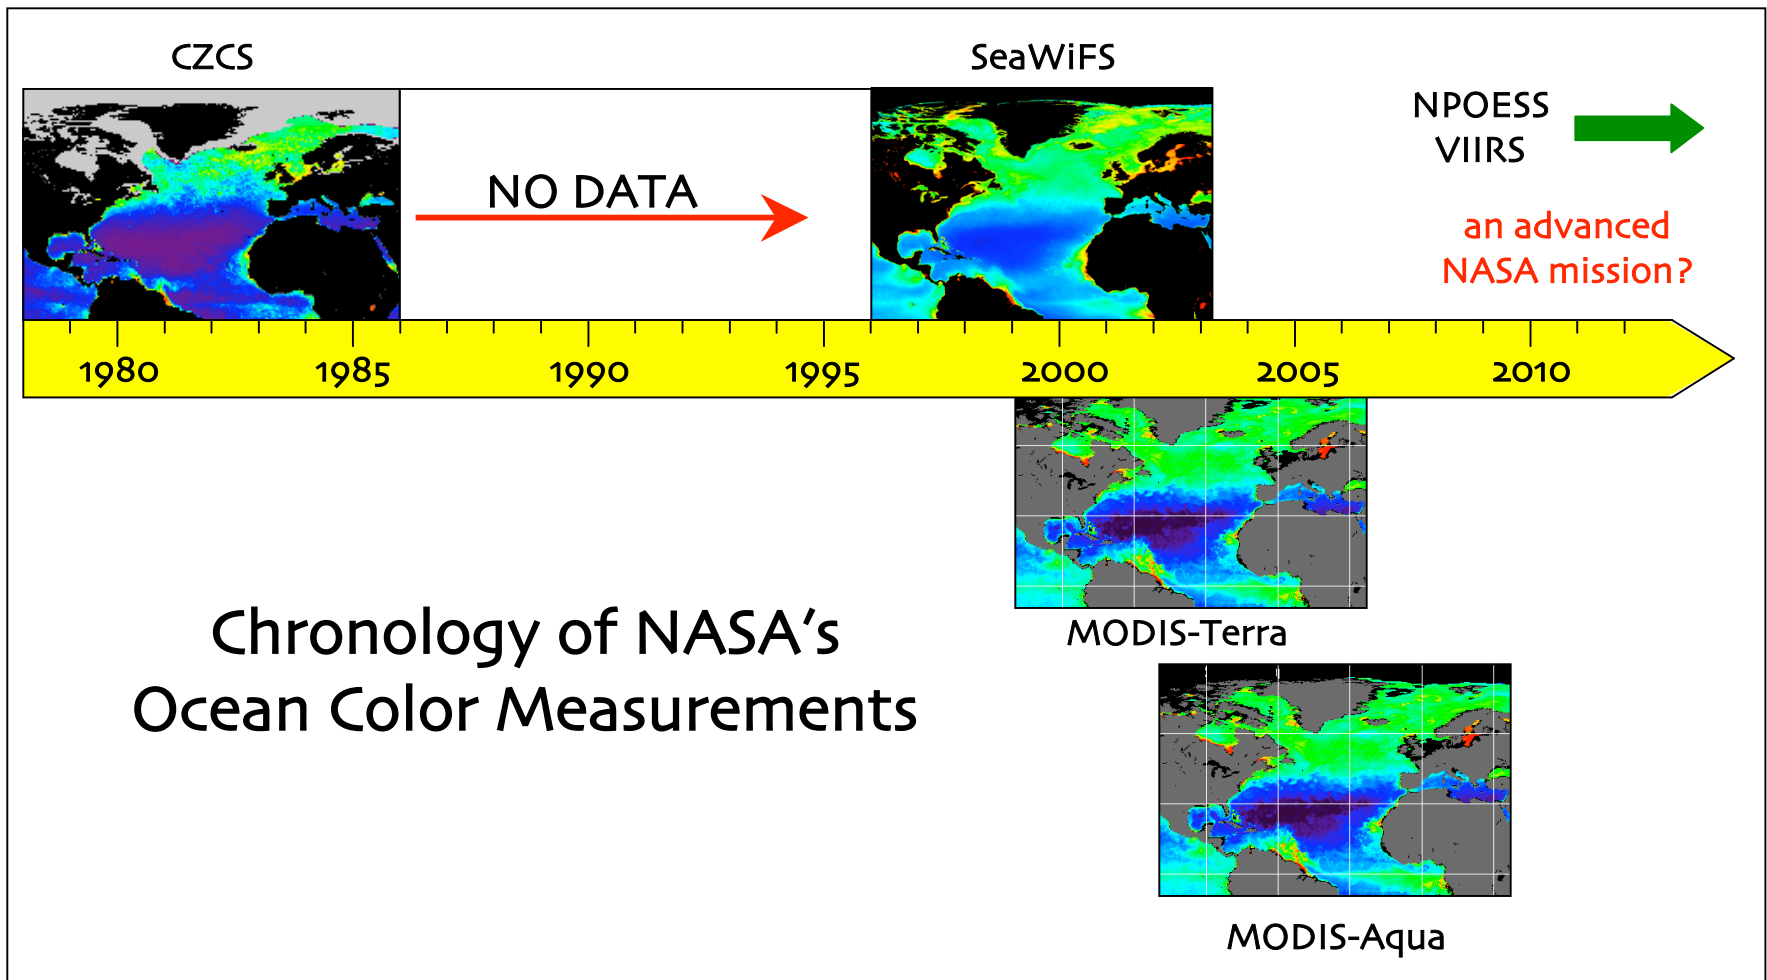 CZCS
SeaWiFS
NPOESS
VIIRS
NO DATA
an advanced
NASA mission?
1980 1985 1990 1995 2000 2005 2010
MODIS-Terra
Chronology of NASA's
Ocean Color Measurements
MODIS-Aqua